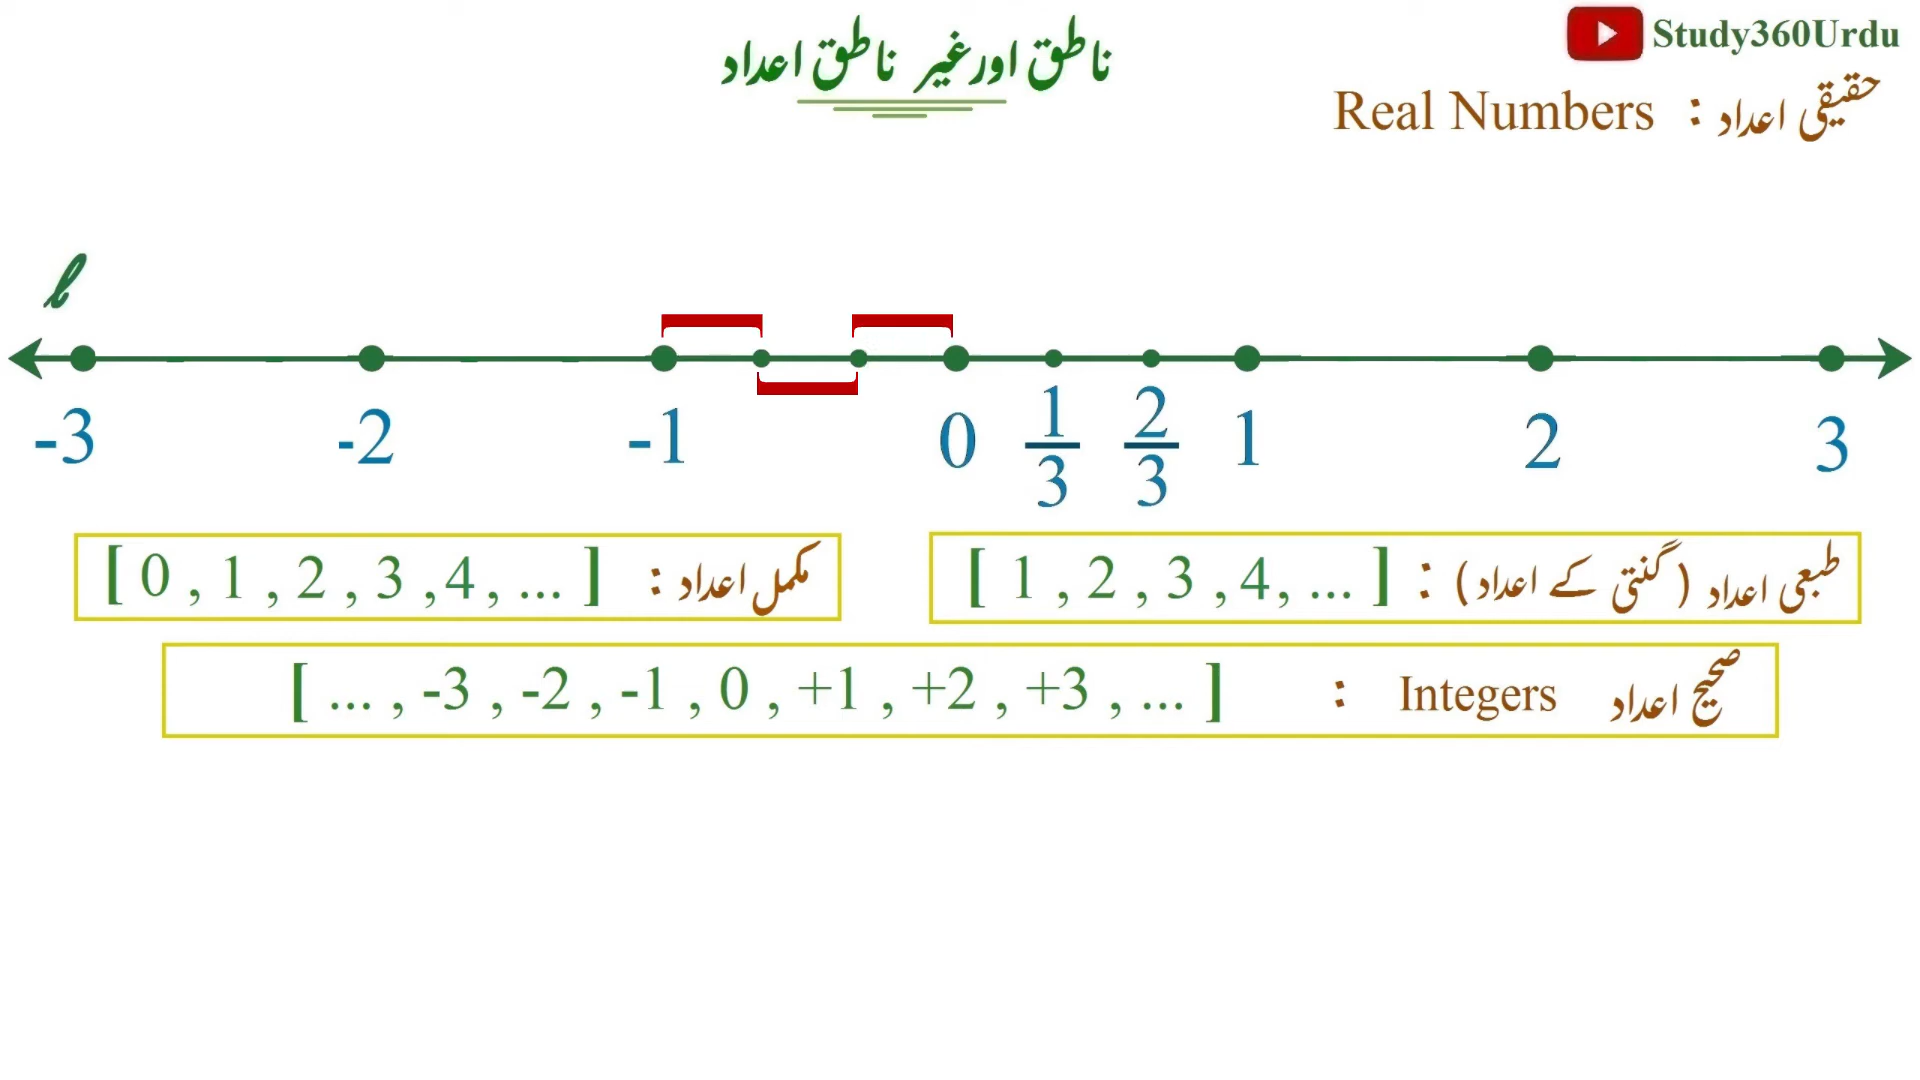 Study360Urdu
ناطق اور غیر ناطق اعداد
حقیقی اعداد : Real Numbers
ℓ
-3 -2 -1 0 1/3 2/3 1 2 3
طبعی اعداد (گنتی کے اعداد) : [ 1 , 2 , 3 , 4, ... ]
مکمل اعداد : [ 0 , 1 , 2 , 3 ,4 , ... ]
صحیح اعداد Integers : [ ... , -3 , -2 , -1 , 0 , +1 , +2 , +3 , ... ]